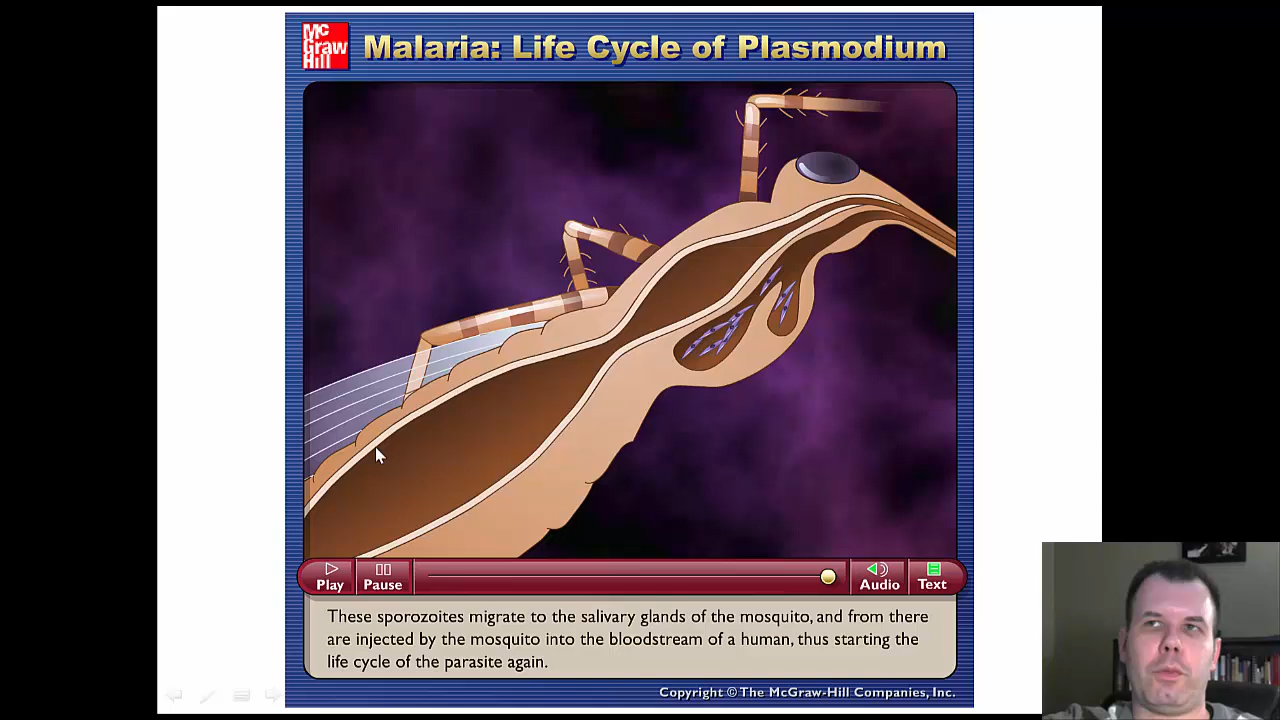 Mc
Graw
Hill
Malaria: Life Cycle of Plasmodium
Play
Pause
Audio
Text
These sporozoites migrate to the salivary glands of the mosquito, and from there
are injected by the mosquito into the bloodstream of a human, thus starting the
life cycle of the parasite again.
Copyright © The McGraw-Hill Companies, Inc.